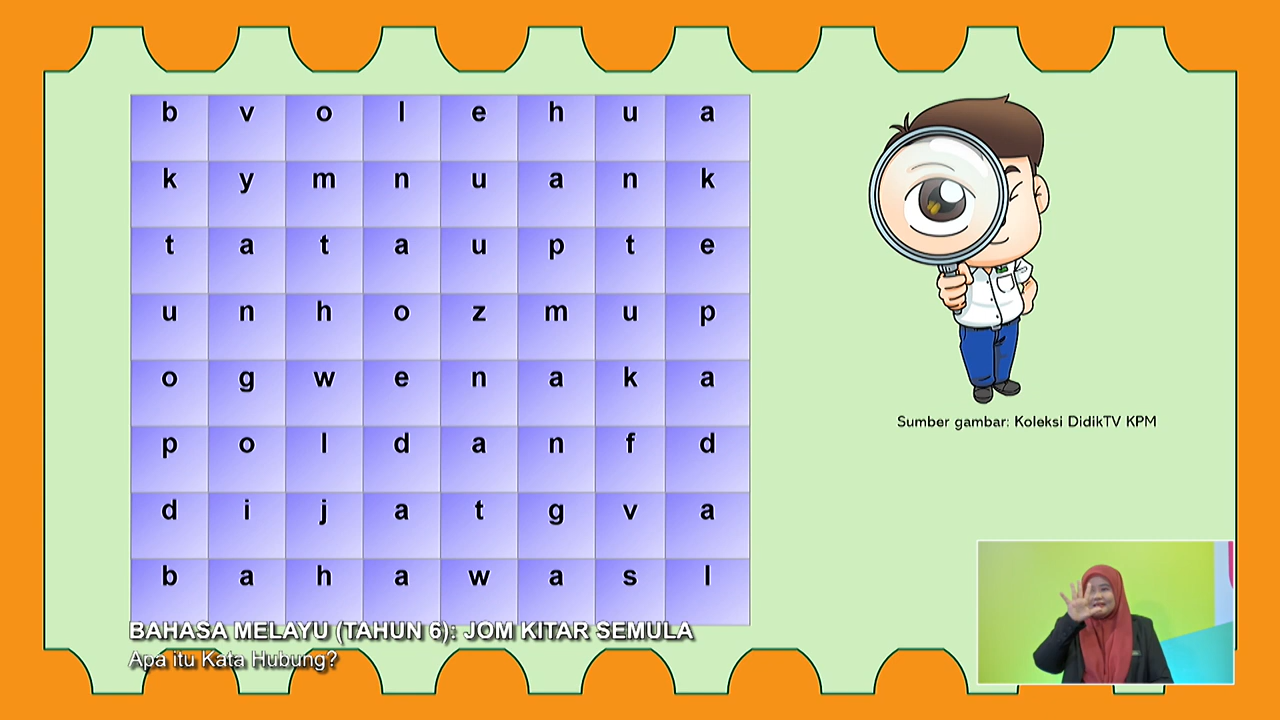 b v o l e h u a
k y m n u a n k
t a t a u p t e
u n h o z m u p
o g w e n a k a
p o l d a n f d
d i j a t g v a
b a h a w a s l
Sumber gambar: Koleksi DidikTV KPM
BAHASA MELAYU (TAHUN 6): JOM KITAR SEMULA
Apa itu Kata Hubung?